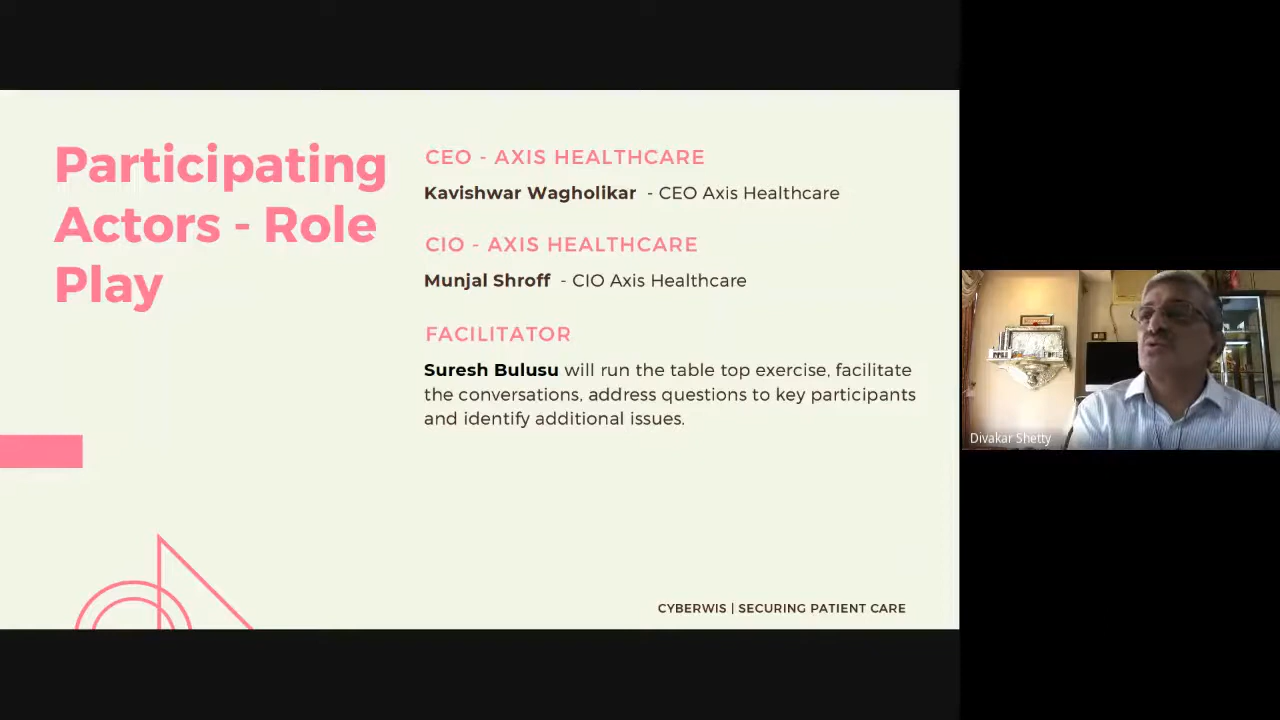 Participating
Actors - Role
Play
CEO - AXIS HEALTHCARE
Kavishwar Wagholikar - CEO Axis Healthcare
CIO - AXIS HEALTHCARE
Munjal Shroff - CIO Axis Healthcare
FACILITATOR
Suresh Bulusu will run the table top exercise, facilitate
the conversations, address questions to key participants
and identify additional issues.
CYBERWIS | SECURING PATIENT CARE
Divakar Shetty